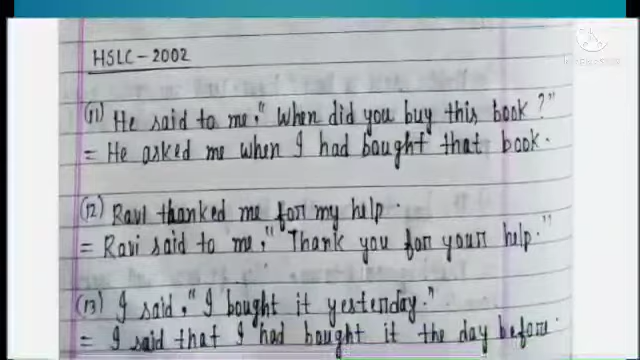 HSLC - 2002
(11) He said to me, "When did you buy this book?"
= He asked me when I had bought that book.
(12) Ravi thanked me for my help.
= Ravi said to me, "Thank you for your help."
(13) I said, "I bought it yesterday."
= I said that I had bought it the day before.